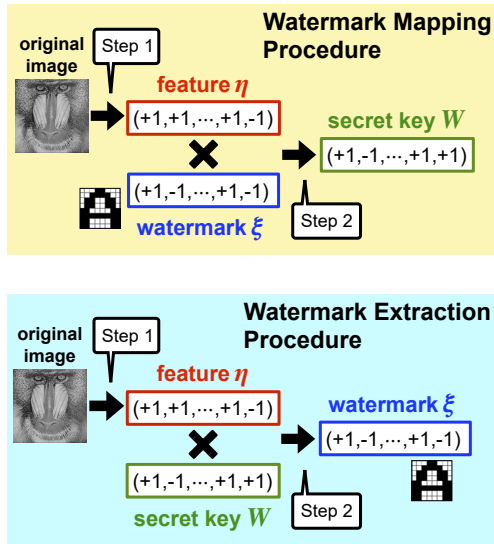 Watermark Mapping
Procedure
original
image
Step 1
feature η
(+1,+1,⋯,+1,-1)
secret key W
(+1,-1,⋯,+1,+1)
(+1,-1,⋯,+1,-1)
watermark ξ
Step 2
Watermark Extraction
Procedure
original
image
Step 1
feature η
(+1,+1,⋯,+1,-1)
watermark ξ
(+1,-1,⋯,+1,-1)
(+1,-1,⋯,+1,+1)
secret key W
Step 2